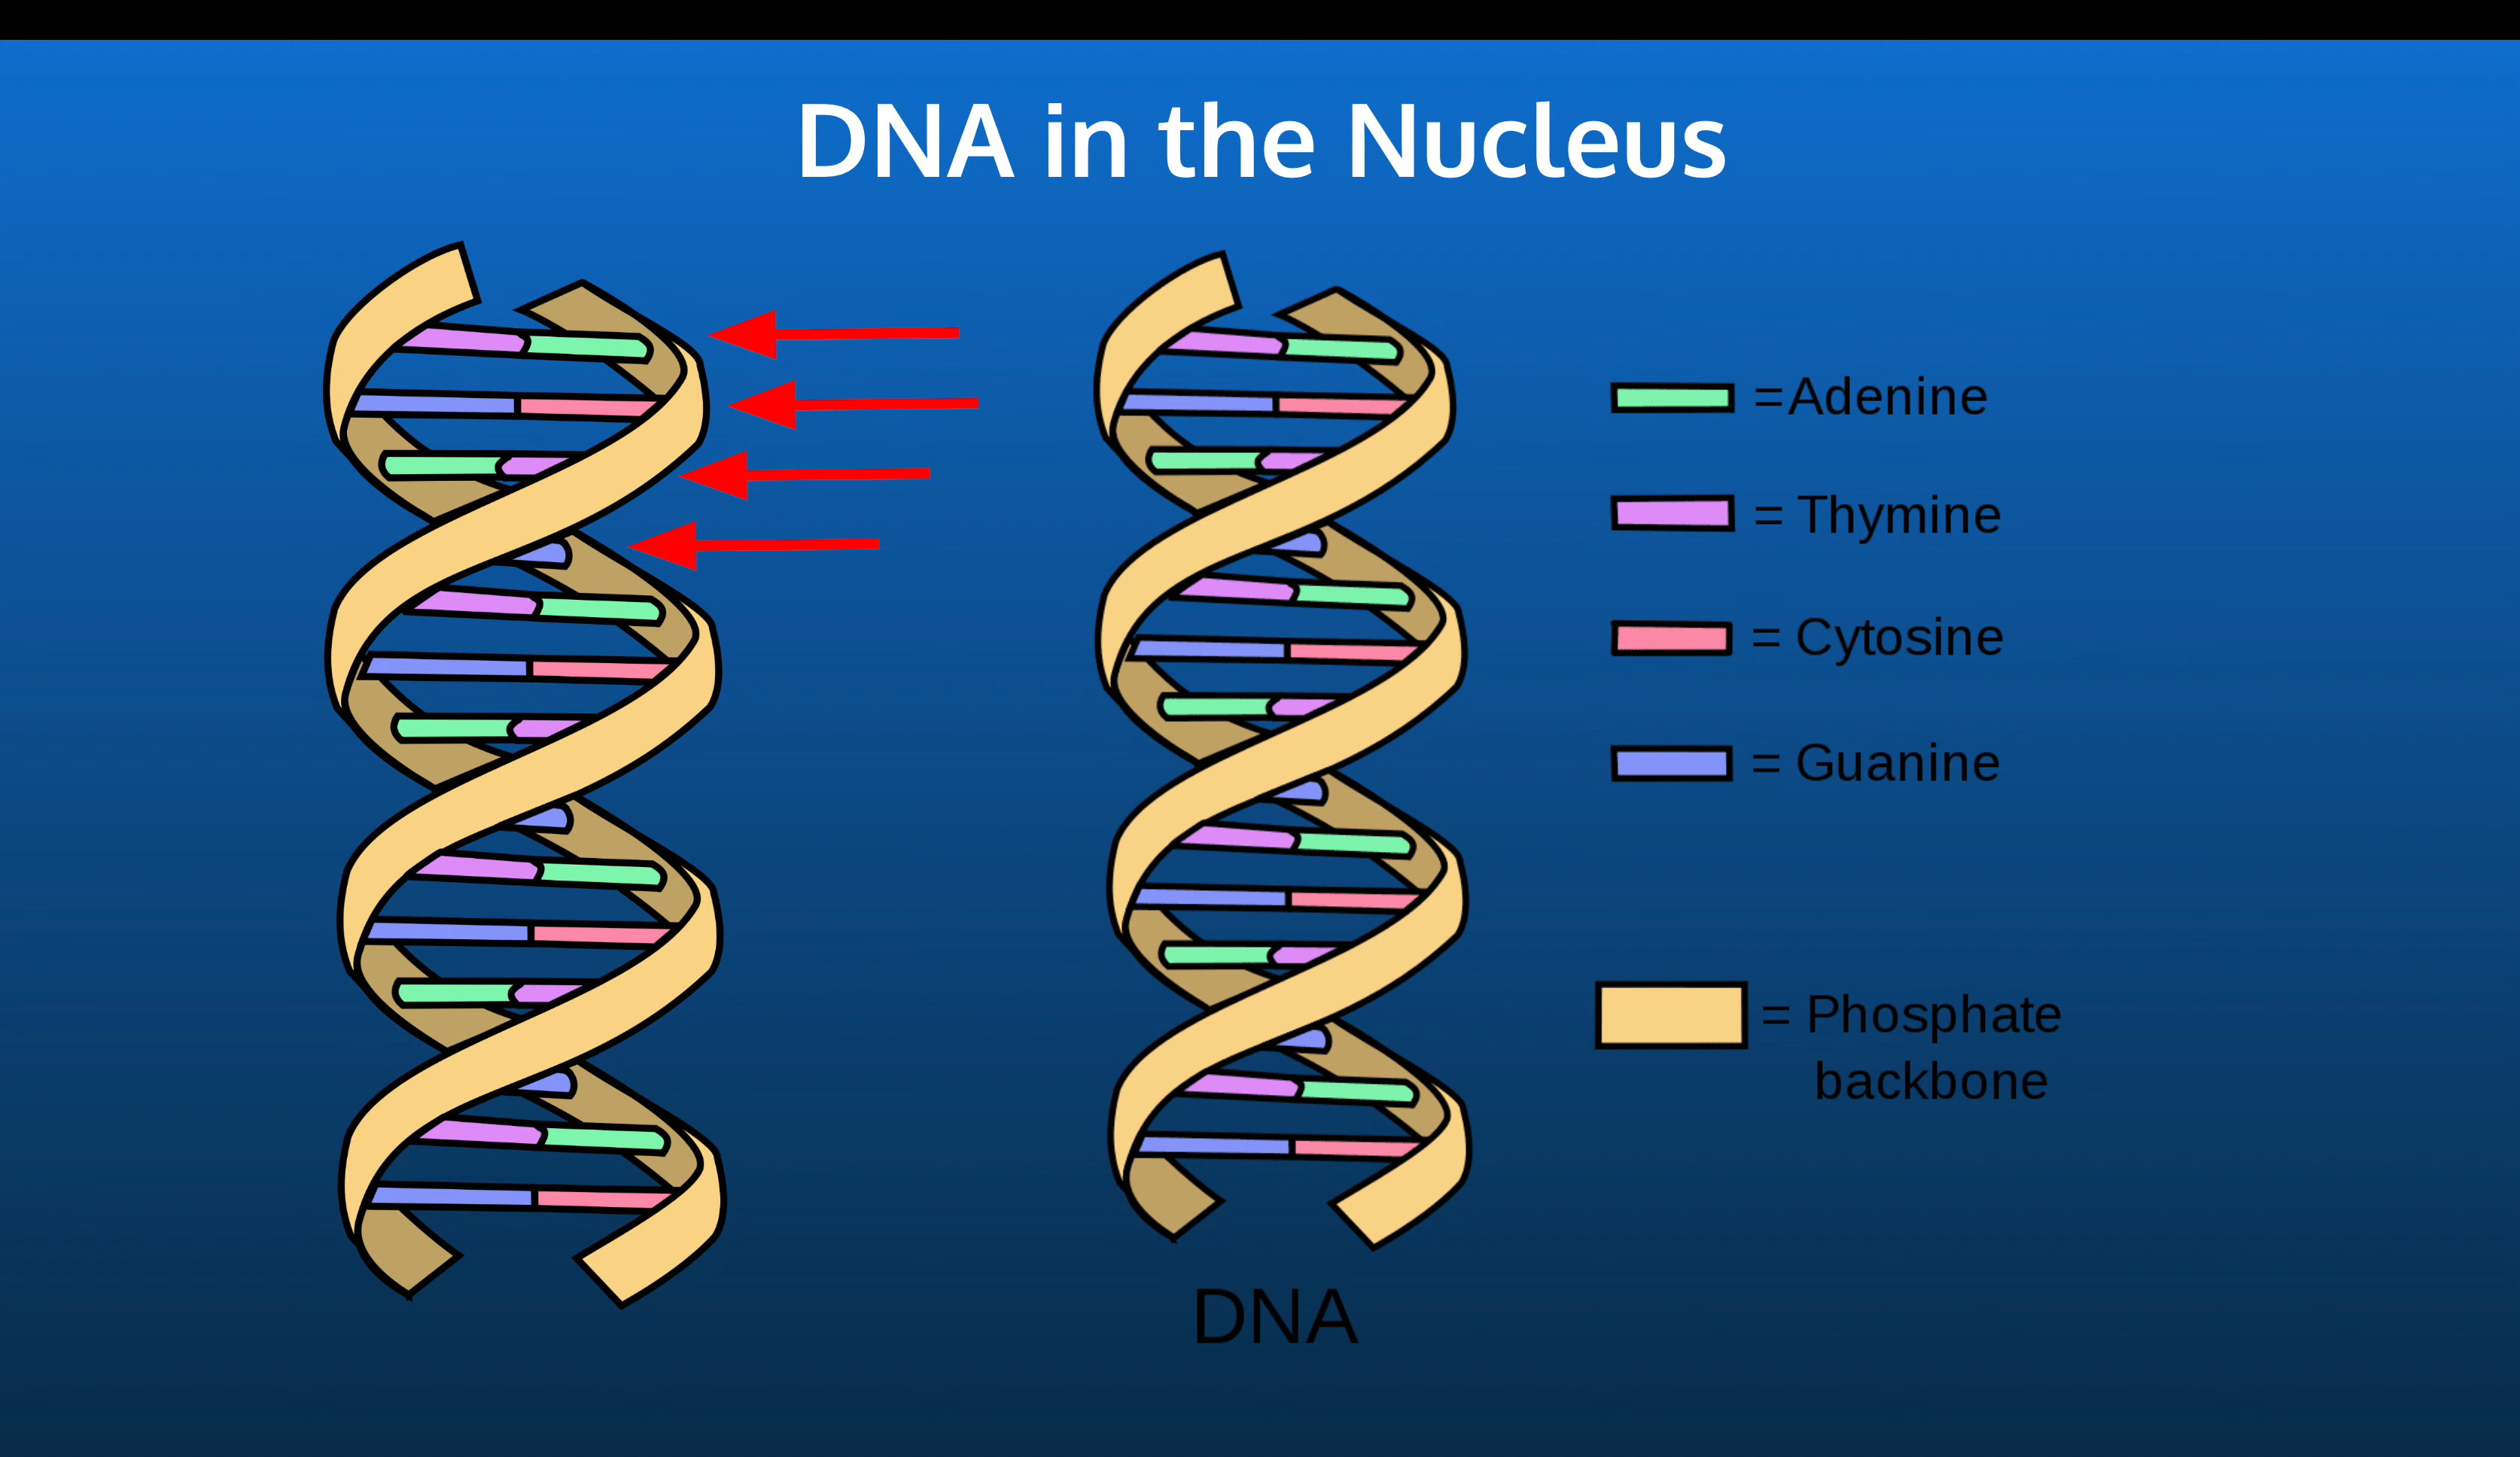 DNA in the Nucleus
=Adenine
= Thymine
= Cytosine
= Guanine
= Phosphate
backbone
DNA